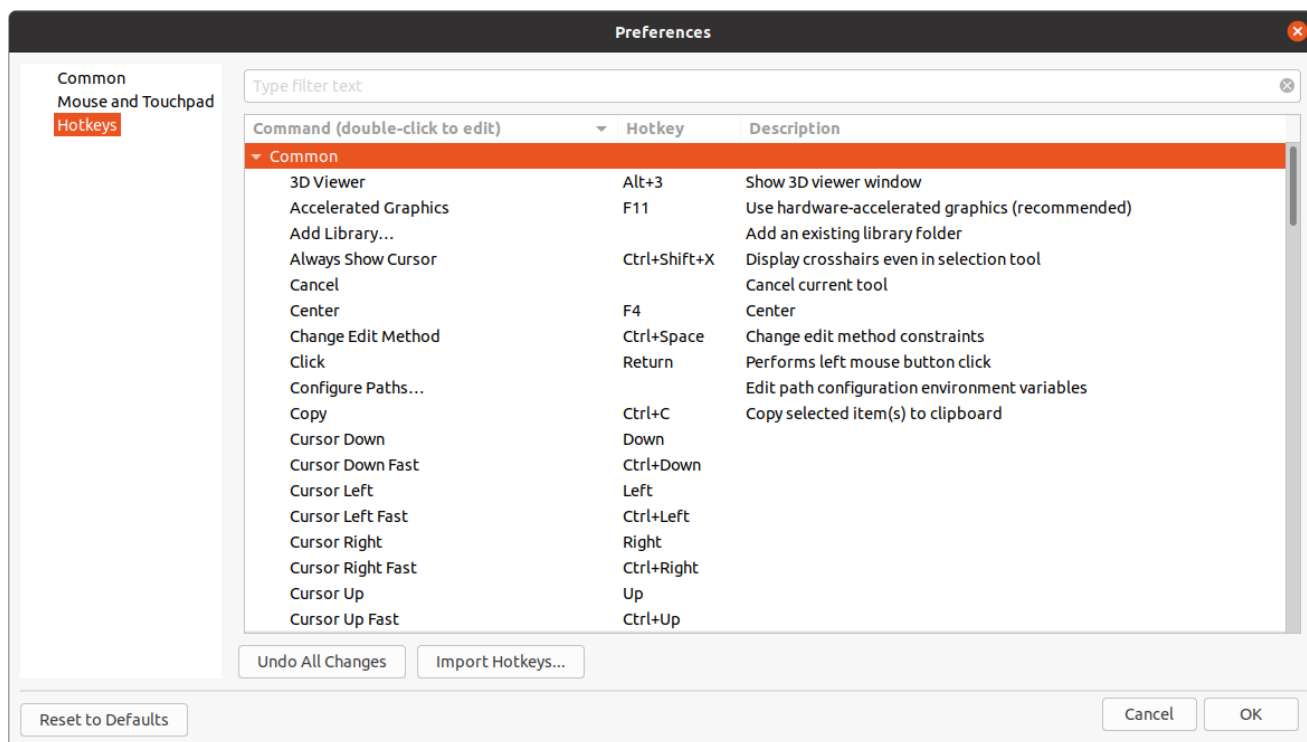 Preferences
Common
Mouse and Touchpad
Hotkeys
Type filter text
Command (double-click to edit) Hotkey Description
Common
3D Viewer Alt+3 Show 3D viewer window
Accelerated Graphics F11 Use hardware-accelerated graphics (recommended)
Add Library... Add an existing library folder
Always Show Cursor Ctrl+Shift+X Display crosshairs even in selection tool
Cancel Cancel current tool
Center F4 Center
Change Edit Method Ctrl+Space Change edit method constraints
Click Return Performs left mouse button click
Configure Paths... Edit path configuration environment variables
Copy Ctrl+C Copy selected item(s) to clipboard
Cursor Down Down
Cursor Down Fast Ctrl+Down
Cursor Left Left
Cursor Left Fast Ctrl+Left
Cursor Right Right
Cursor Right Fast Ctrl+Right
Cursor Up Up
Cursor Up Fast Ctrl+Up
Undo All Changes Import Hotkeys...
Reset to Defaults Cancel OK